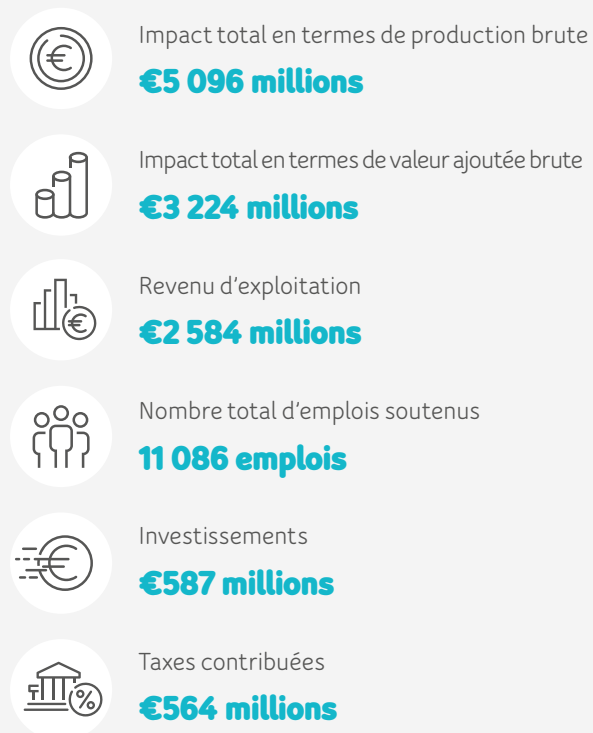 Impact total en termes de production brute
€5 096 millions
Impact total en termes de valeur ajoutée brute
€3 224 millions
Revenu d'exploitation
€2 584 millions
Nombre total d'emplois soutenus
11 086 emplois
Investissements
€587 millions
Taxes contribuées
€564 millions